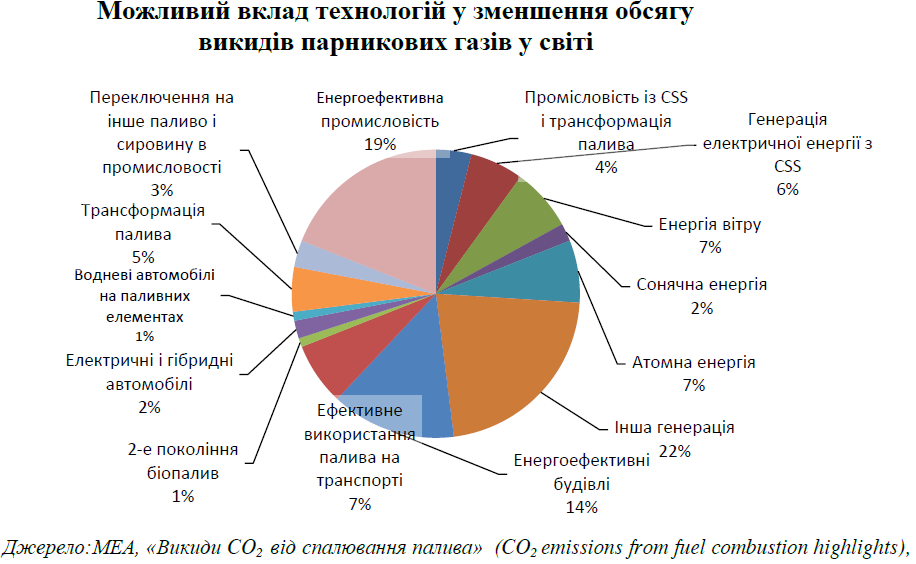 Можливий вклад технологій у зменшення обсягу
викидів парникових газів у світі
Переключення на
інше паливо і
сировину в
промисловості
3%
Енергоефективна
промисловість
19%
Промісловість із CSS
і трансформація
палива
4%
Генерація
електричної енергії з
CSS
6%
Енергія вітру
7%
Сонячна енергія
2%
Атомна енергія
7%
Інша генерація
22%
Енергоефективні
будівлі
14%
Ефективне
використання
палива на
транспорті
7%
2-е покоління
біопалив
1%
Електричні і гібридні
автомобілі
2%
Водневі автомобілі
на паливних
елементах
1%
Трансформація
палива
5%
Джерело:МЕА, «Викиди CO2 від спалювання палива» (CO2 emissions from fuel combustion highlights),